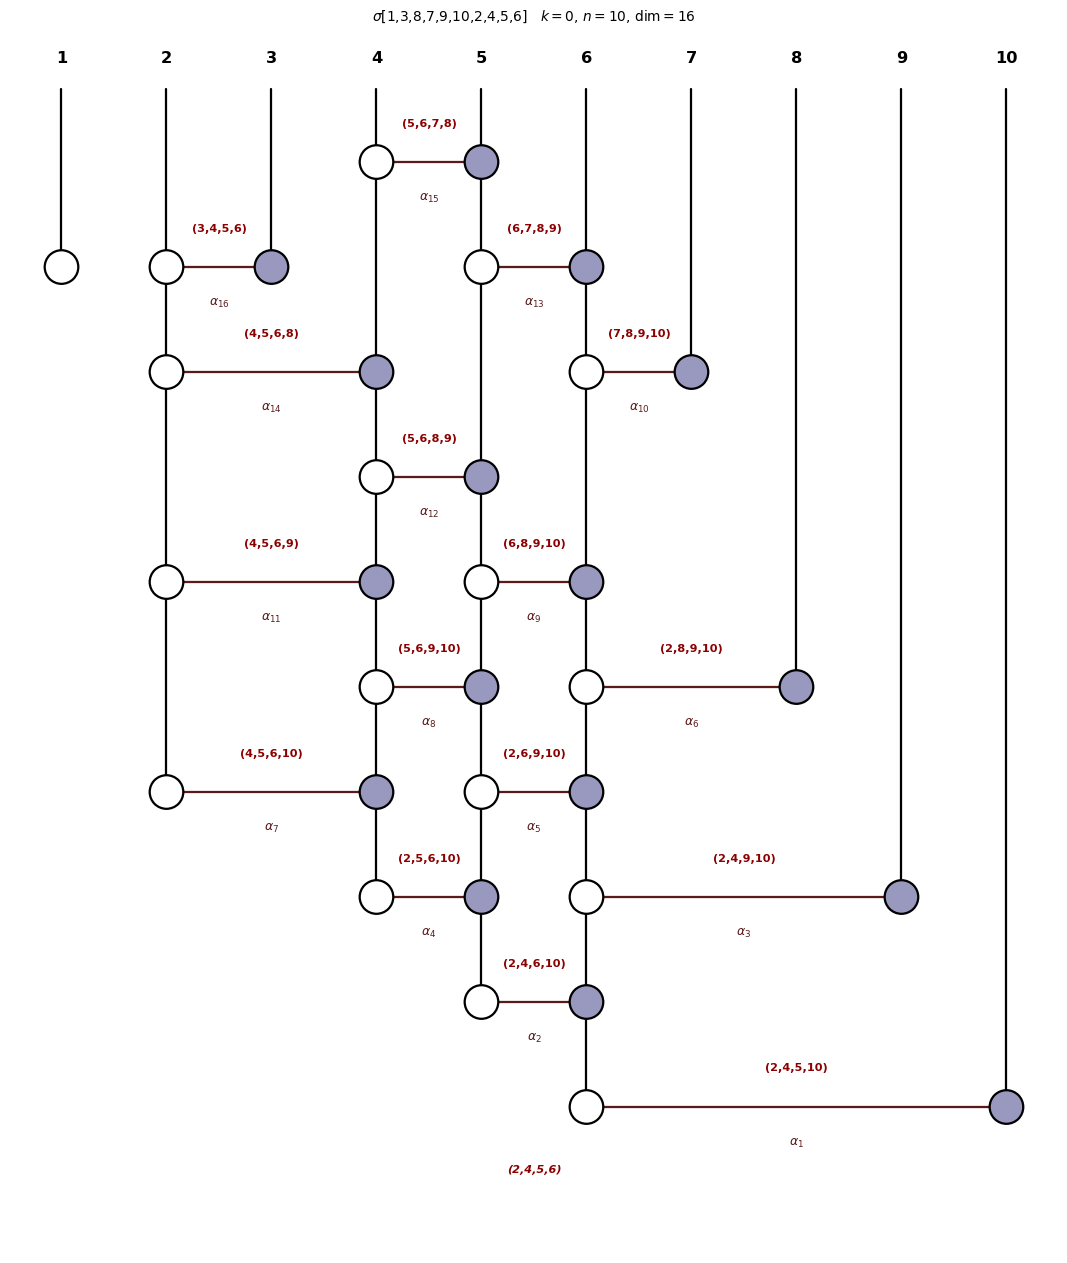 σ[1,3,8,7,9,10,2,4,5,6]   k=0, n=10, dim=16
1 2 3 4 5 6 7 8 9 10
(5,6,7,8)
α₁₅
(3,4,5,6) (6,7,8,9)
α₁₆ α₁₃
(4,5,6,8) (7,8,9,10)
α₁₄ α₁₀
(5,6,8,9)
α₁₂
(4,5,6,9) (6,8,9,10)
α₁₁ α₉
(5,6,9,10) (2,8,9,10)
α₈ α₆
(4,5,6,10) (2,6,9,10)
α₇ α₅
(2,5,6,10) (2,4,9,10)
α₄ α₃
(2,4,6,10)
α₂
(2,4,5,10)
α₁
(2,4,5,6)